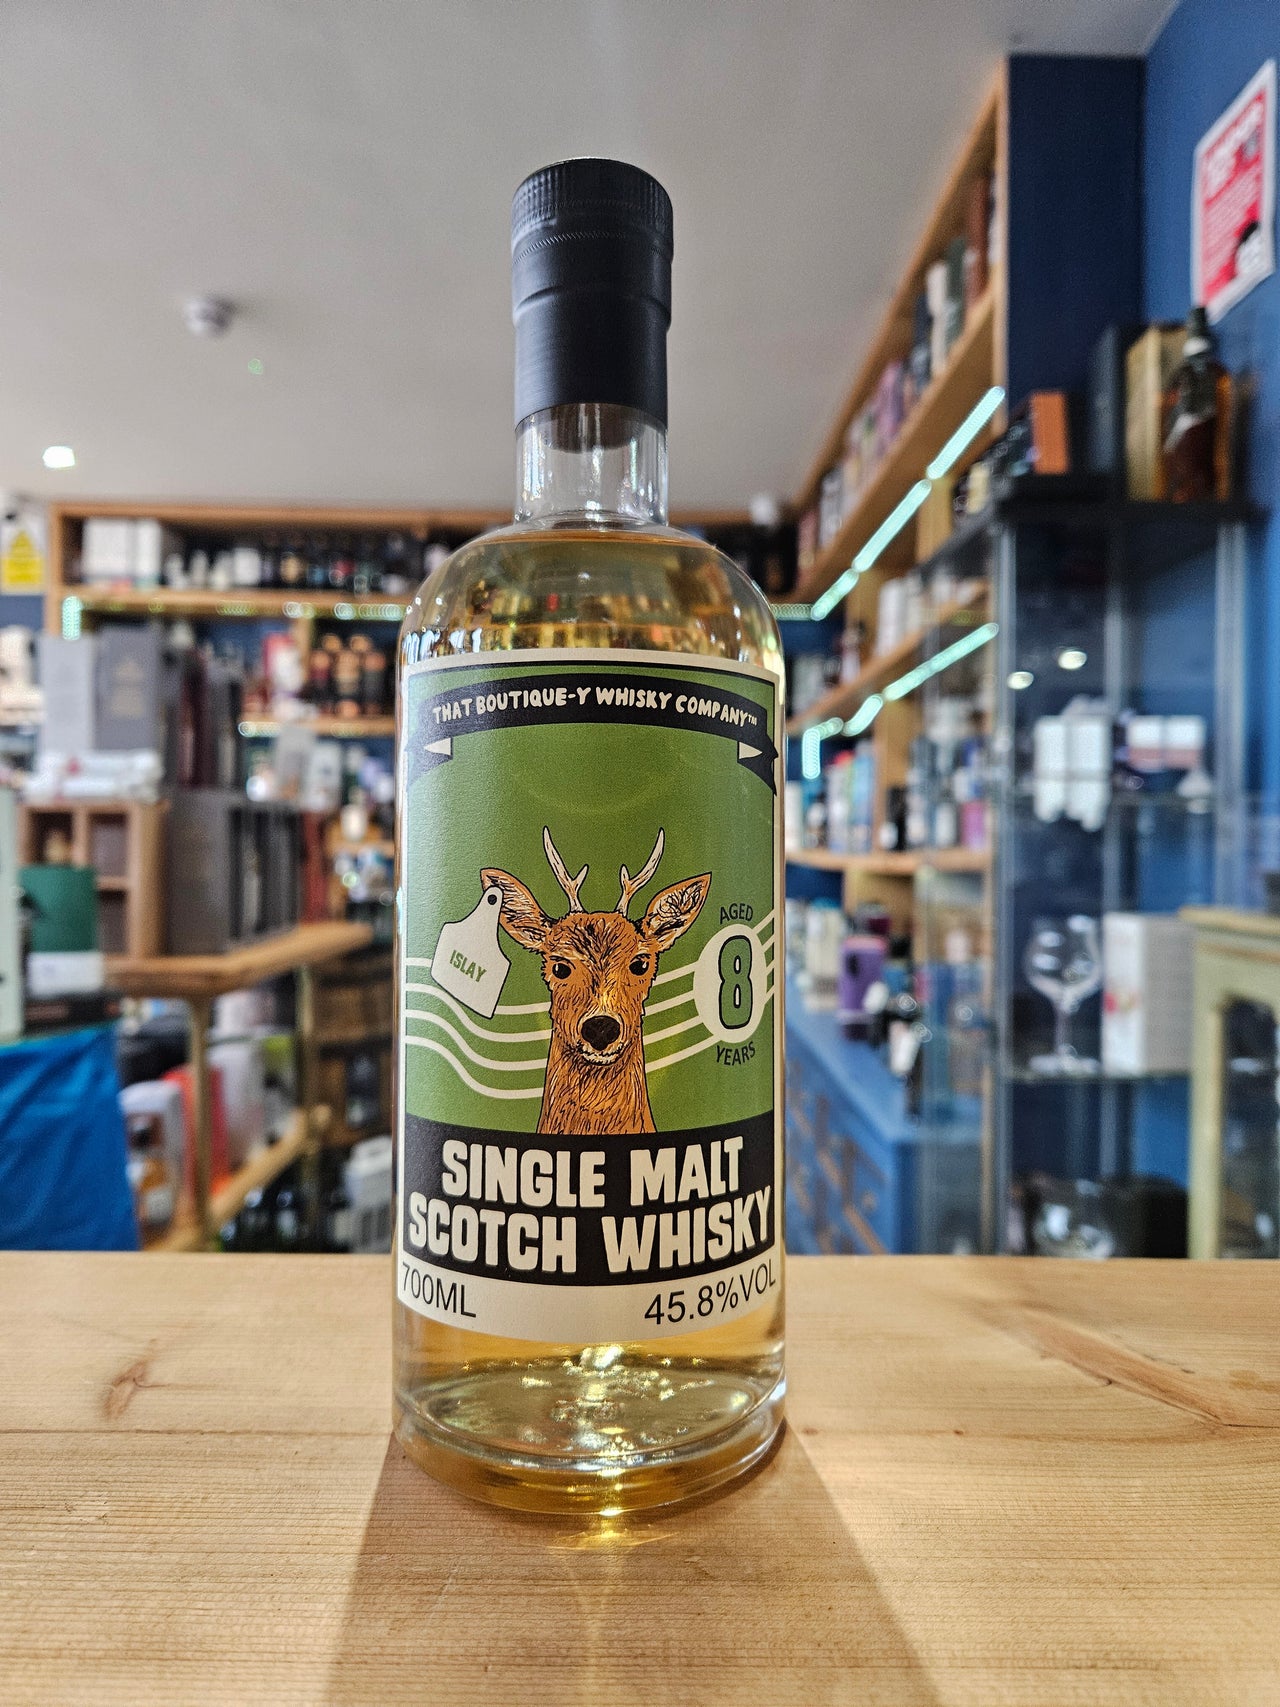 THAT BOUTIQUE-Y WHISKY COMPANY™
ISLAY
AGED
8
YEARS
SINGLE MALT
SCOTCH WHISKY
700ML
45.8%VOL